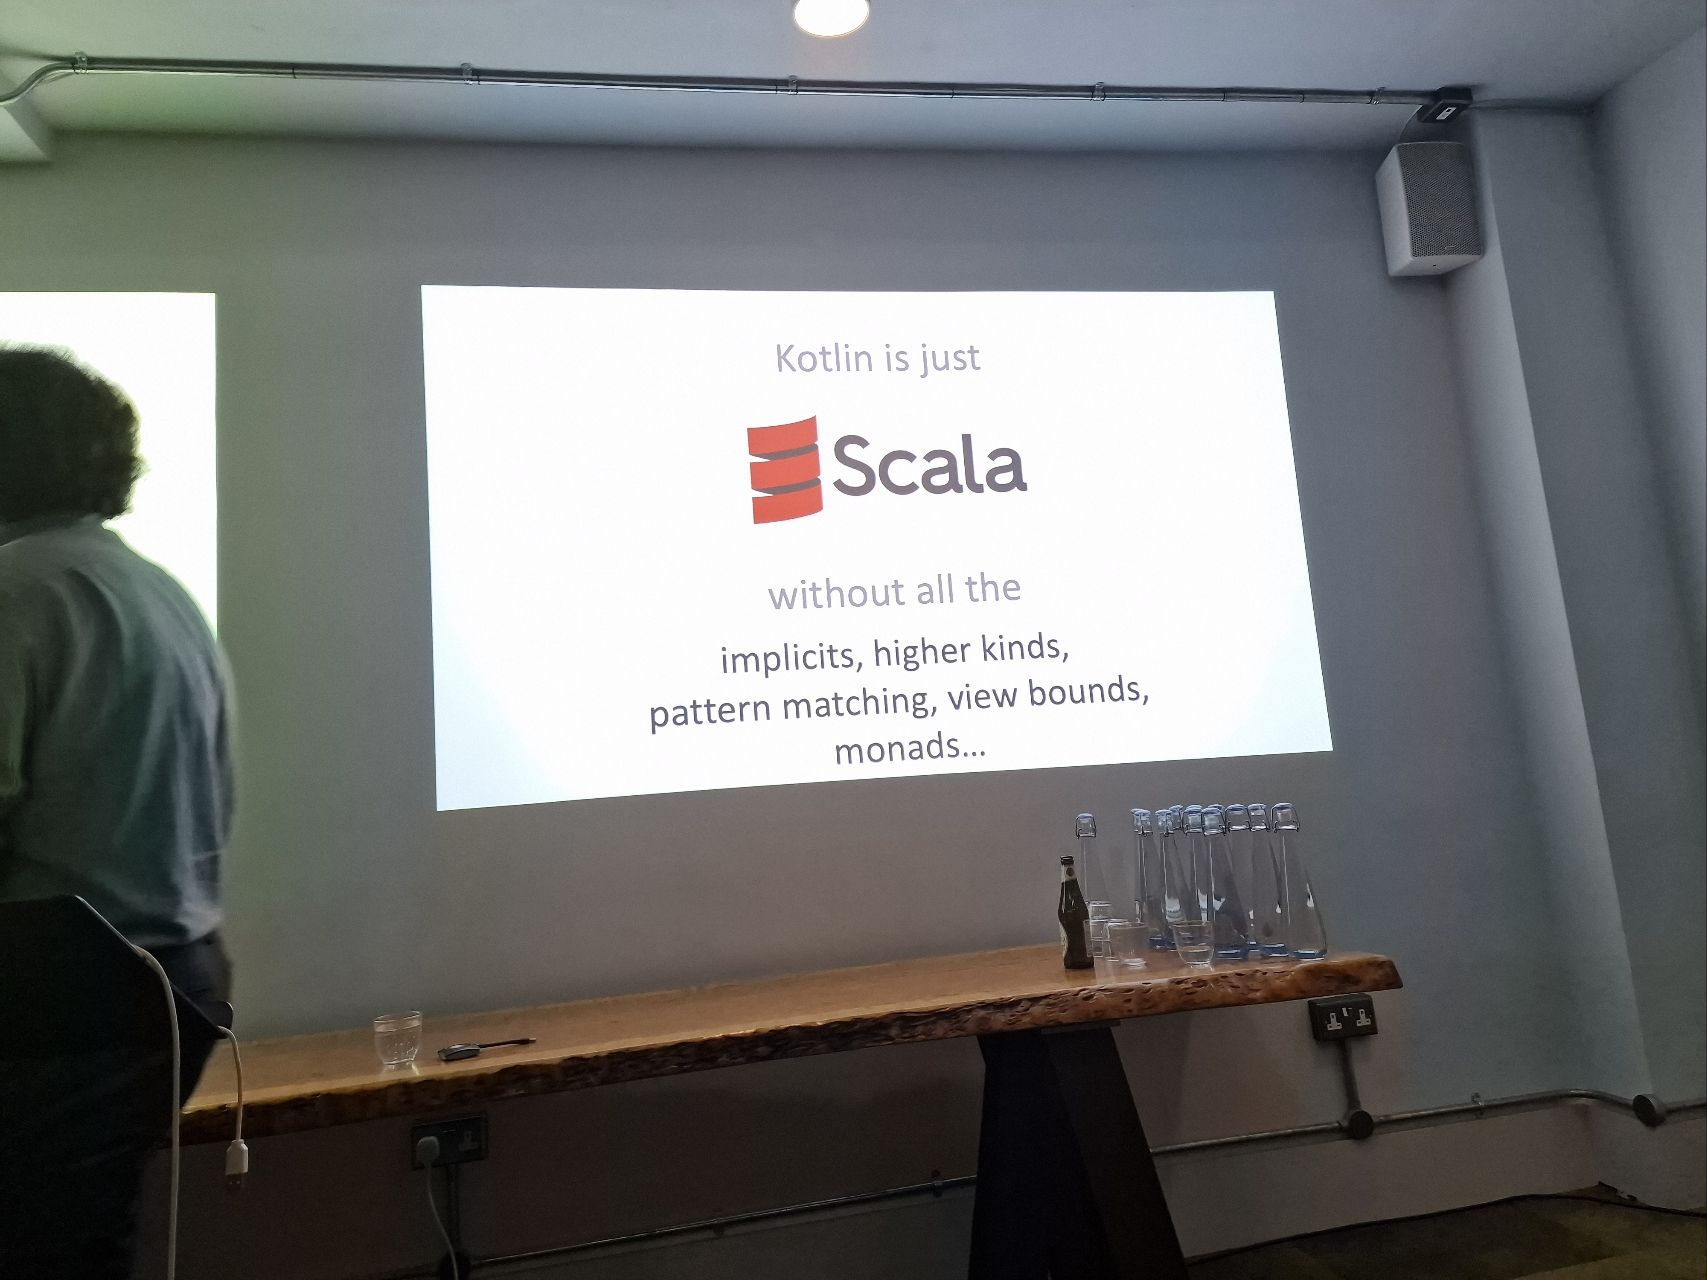 Kotlin is just
Scala
without all the
implicits, higher kinds,
pattern matching, view bounds,
monads...